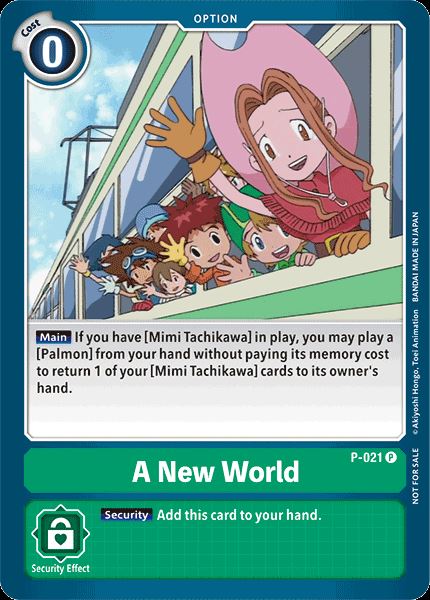 OPTION
Cost
0
Main If you have [Mimi Tachikawa] in play, you may play a
[Palmon] from your hand without paying its memory cost
to return 1 of your [Mimi Tachikawa] cards to its owner's
hand.
P-021 P
A New World
Security Add this card to your hand.
Security Effect
© Akiyoshi Hongo, Toei Animation BANDAI MADE IN JAPAN
NOT FOR SALE